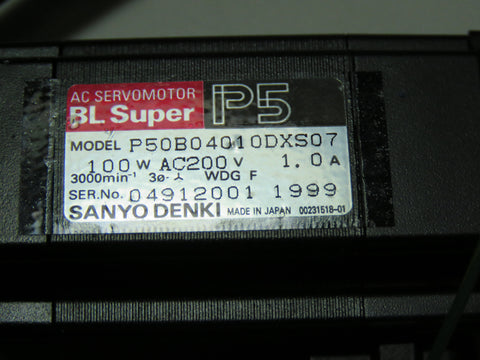 AC SERVOMOTOR
BL Super P5
MODEL P50B04010DXS07
100W AC200V 1.0A
3000min-1 3ø-⅄ WDG F
SER.No. 04912001 1999
SANYO DENKI MADE IN JAPAN 00231518-01